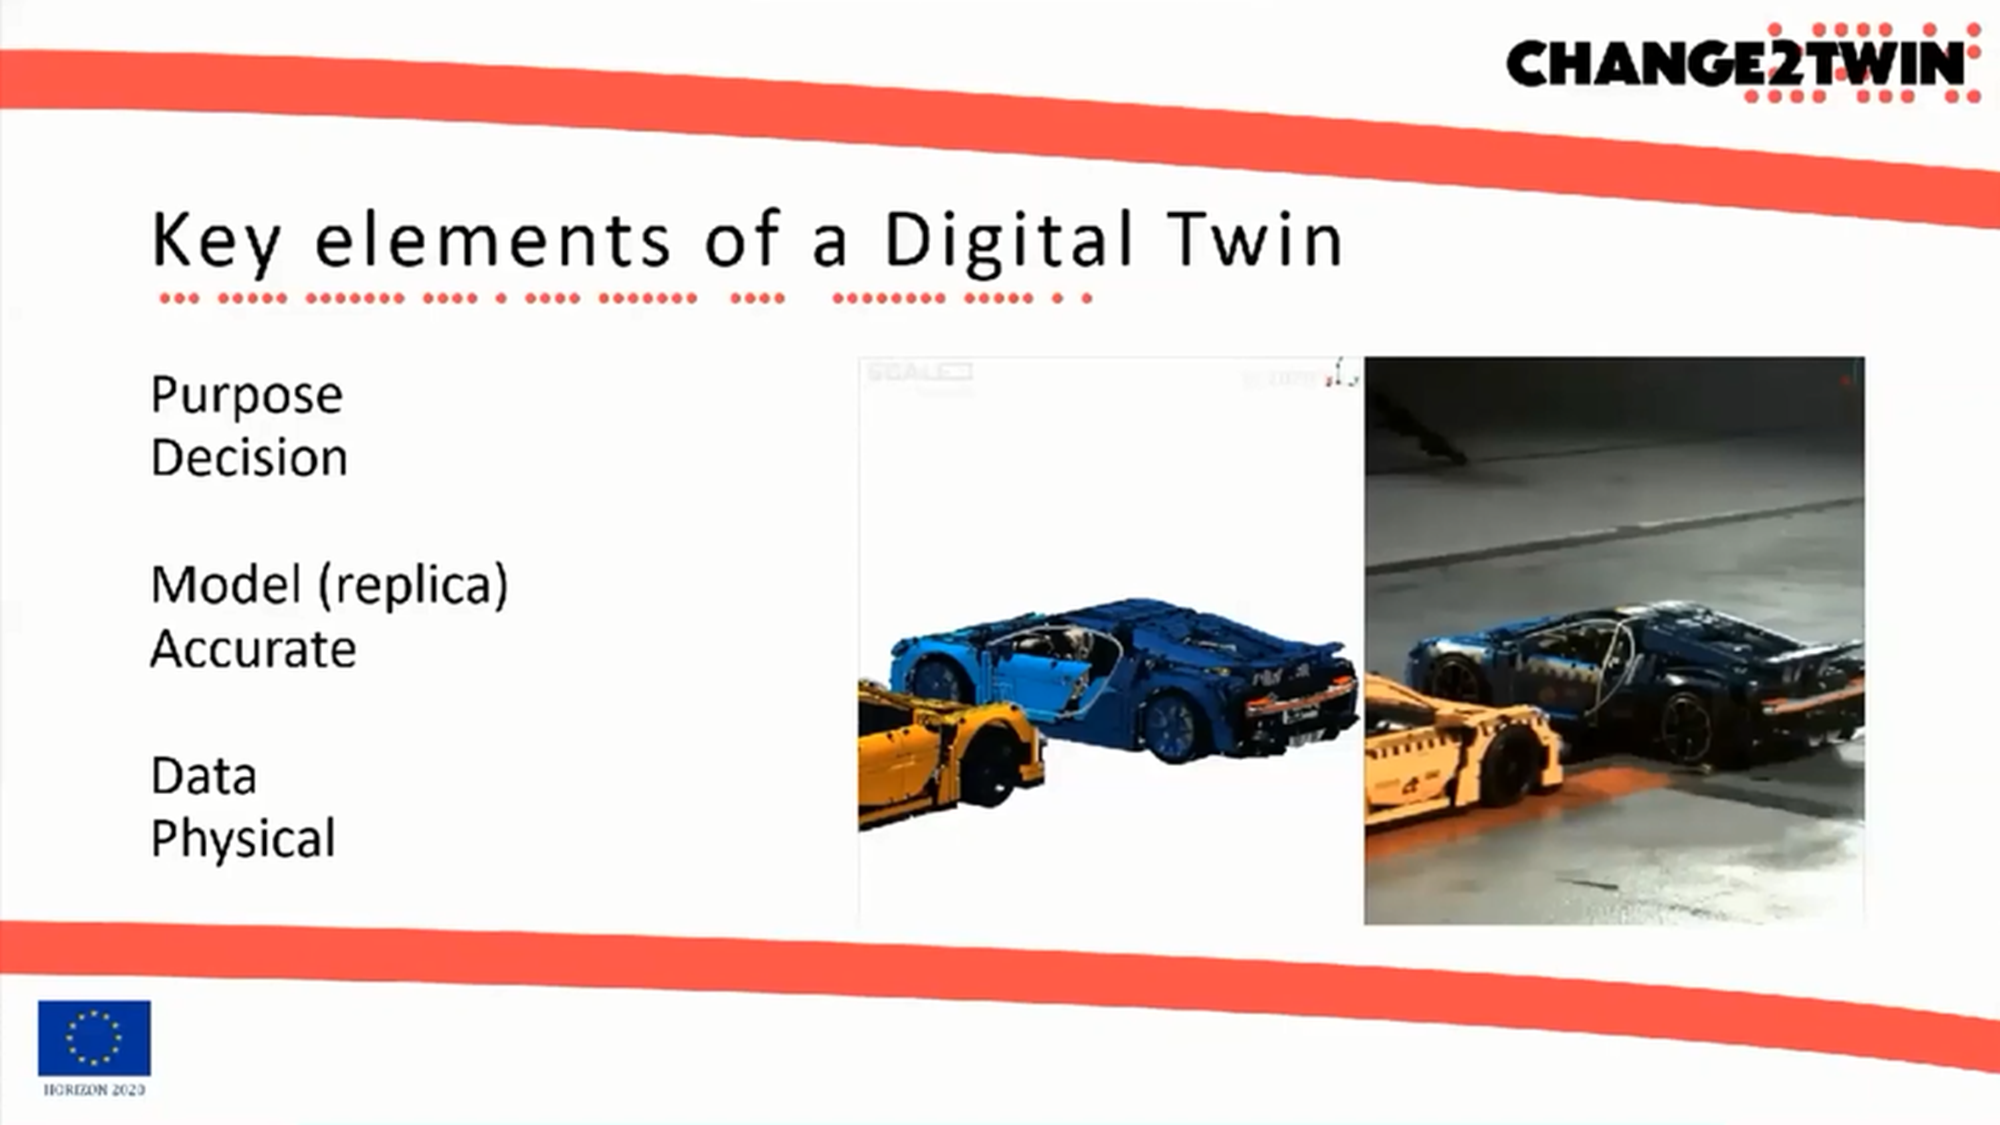 CHANGE2TWIN
Key elements of a Digital Twin
Purpose
Decision
Model (replica)
Accurate
Data
Physical
HORIZON 2020